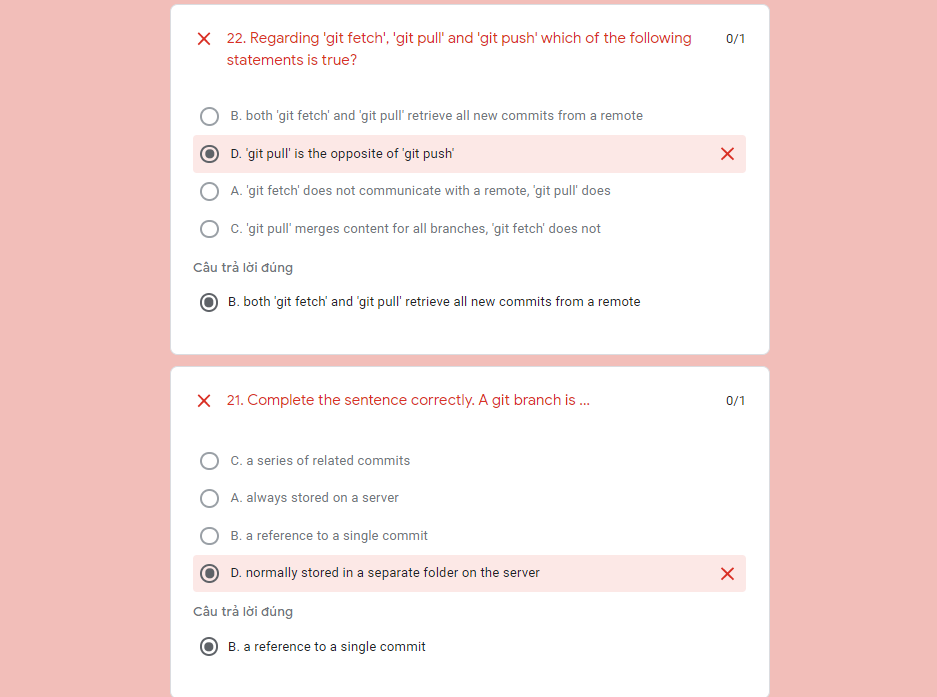 22. Regarding 'git fetch', 'git pull' and 'git push' which of the following
0/1
statements is true?
B. both 'git fetch' and 'git pull' retrieve all new commits from a remote
D. 'git pull' is the opposite of 'git push'
A. 'git fetch' does not communicate with a remote, 'git pull' does
C. 'git pull' merges content for all branches, 'git fetch' does not
Câu trả lời đúng
B. both 'git fetch' and 'git pull' retrieve all new commits from a remote
21. Complete the sentence correctly. A git branch is ...
0/1
C. a series of related commits
A. always stored on a server
B. a reference to a single commit
D. normally stored in a separate folder on the server
Câu trả lời đúng
B. a reference to a single commit